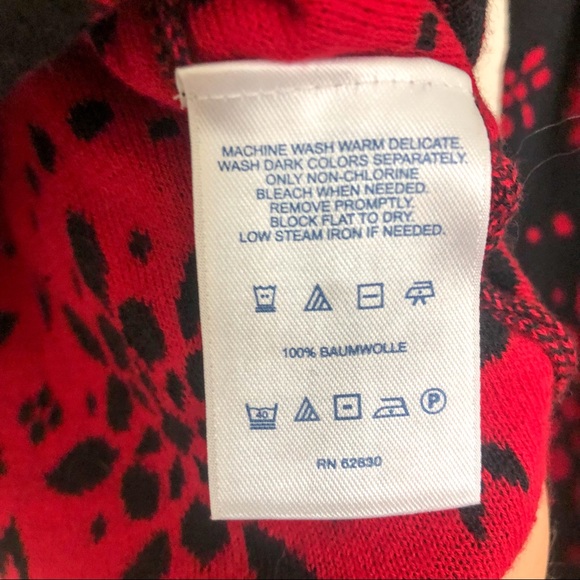 MACHINE WASH WARM DELICATE.
WASH DARK COLORS SEPARATELY.
ONLY NON-CHLORINE
BLEACH WHEN NEEDED.
REMOVE PROMPTLY.
BLOCK FLAT TO DRY.
LOW STEAM IRON IF NEEDED.
100% BAUMWOLLE
40 P
RN 62830